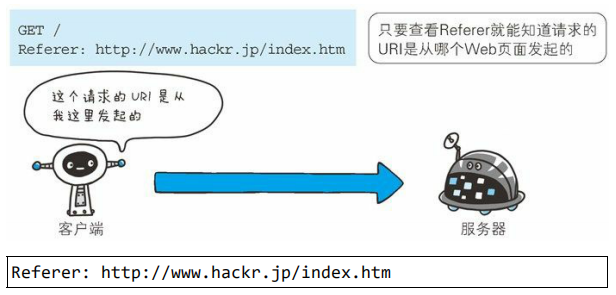 GET /
Referer: http://www.hackr.jp/index.htm
只要查看Referer就能知道请求的
URI是从哪个Web页面发起的
这个请求的 URI 是从
我这里发起的
客户端
服务器
Referer: http://www.hackr.jp/index.htm